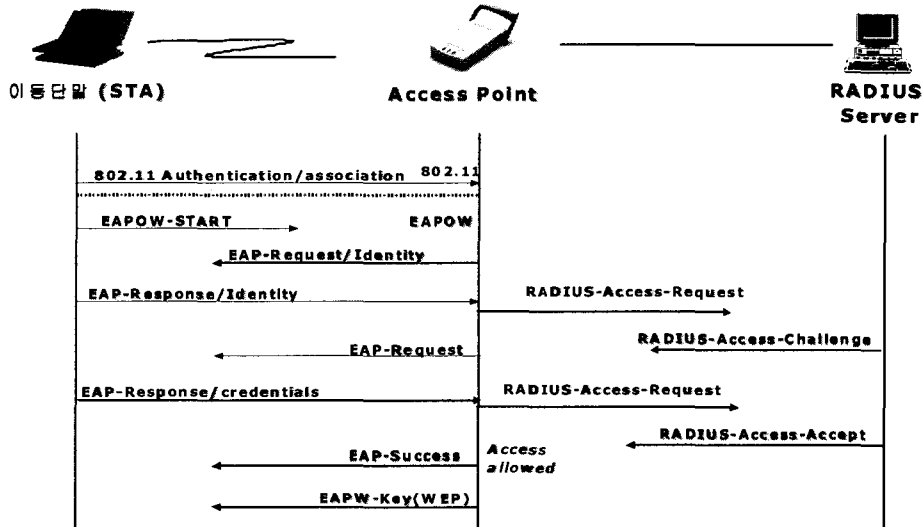 이동단말 (STA)
Access Point
RADIUS
Server
802.11 Authentication/association
802.11
EAPOW-START
EAPOW
EAP-Request/Identity
EAP-Response/Identity
RADIUS-Access-Request
RADIUS-Access-Challenge
EAP-Request
EAP-Response/credentials
RADIUS-Access-Request
RADIUS-Access-Accept
EAP-Success
Access
allowed
EAPW-Key(WEP)